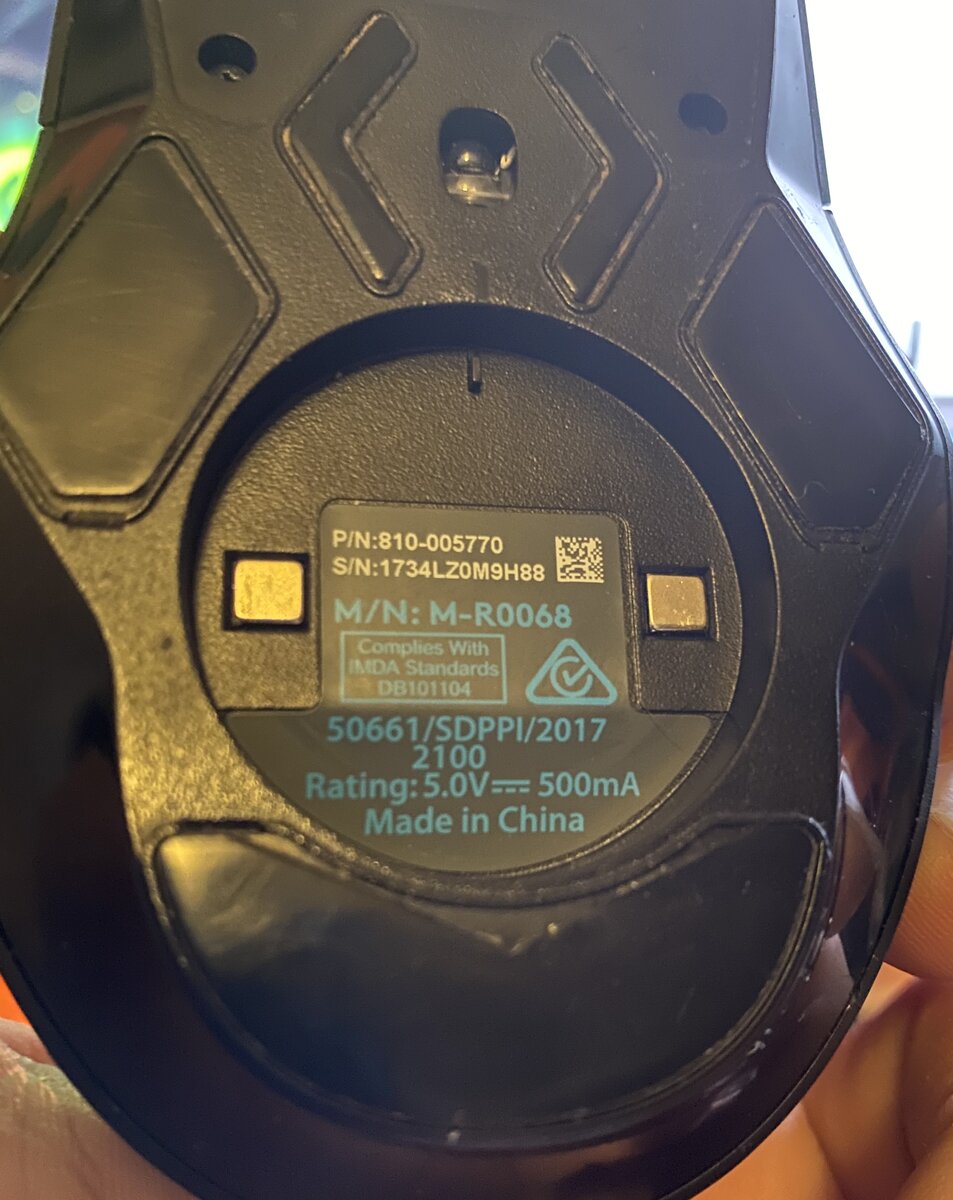 P/N:810-005770
S/N:1734LZ0M9H88
M/N: M-R0068
Complies With
IMDA Standards
DB101104
50661/SDPPI/2017
2100
Rating: 5.0V⎓ 500mA
Made in China